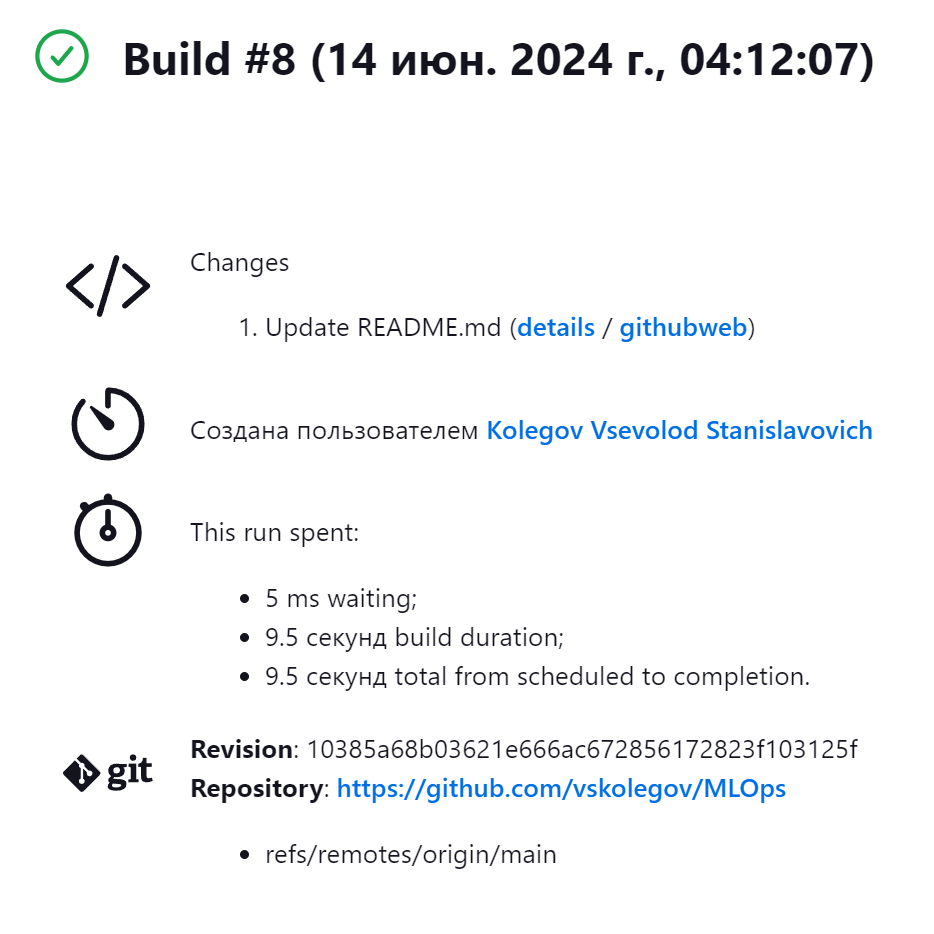 Build #8 (14 июн. 2024 г., 04:12:07)
Changes
1. Update README.md (details / githubweb)
Создана пользователем Kolegov Vsevolod Stanislavovich
This run spent:
5 ms waiting;
9.5 секунд build duration;
9.5 секунд total from scheduled to completion.
git
Revision: 10385a68b03621e666ac672856172823f103125f
Repository: https://github.com/vskolegov/MLOps
refs/remotes/origin/main